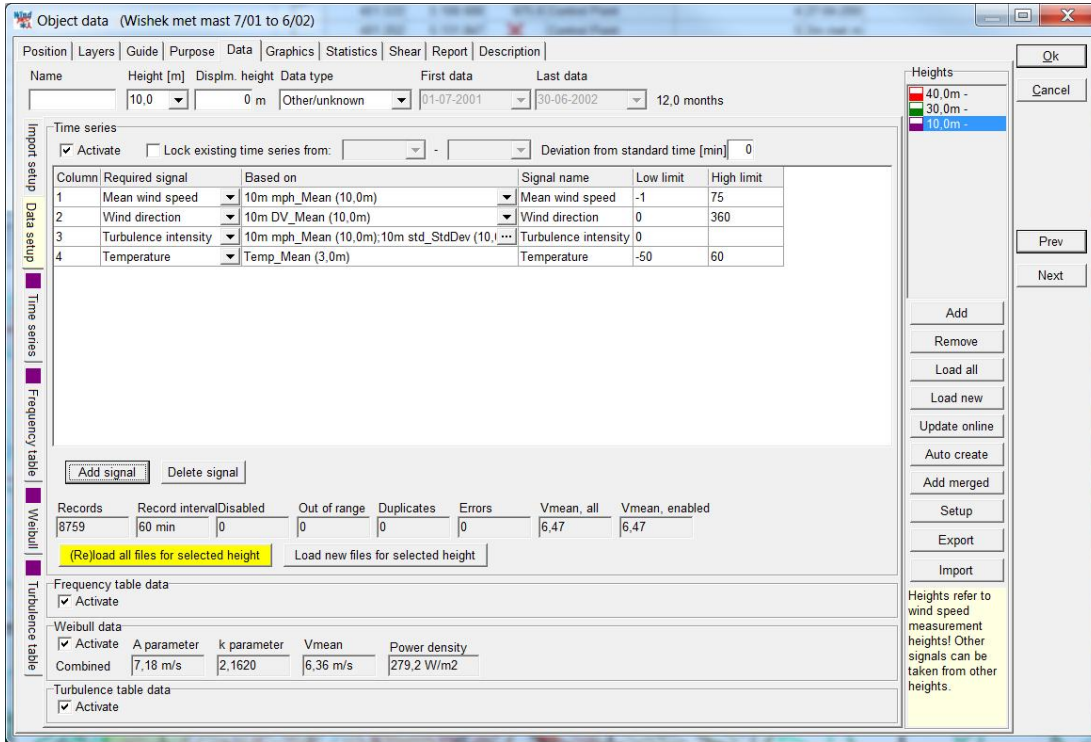 Object data (Wishek met mast 7/01 to 6/02)
Position Layers Guide Purpose Data Graphics Statistics Shear Report Description
Ok
Cancel
Prev
Next
Name Height [m] Displm. height Data type First data Last data
10,0 0 m Other/unknown 01-07-2001 30-06-2002 12,0 months
Heights
40,0m -
30,0m -
10,0m -
Import setup
Data setup
Time series
Frequency table
Weibull
Turbulence table
Time series
Activate Lock existing time series from: - Deviation from standard time [min] 0
Column Required signal Based on Signal name Low limit High limit
1 Mean wind speed 10m mph_Mean (10,0m) Mean wind speed -1 75
2 Wind direction 10m DV_Mean (10,0m) Wind direction 0 360
3 Turbulence intensity 10m mph_Mean (10,0m);10m std_StdDev (10,( ... Turbulence intensity 0
4 Temperature Temp_Mean (3,0m) Temperature -50 60
Add signal Delete signal
Records Record interval Disabled Out of range Duplicates Errors Vmean, all Vmean, enabled
8759 60 min 0 0 0 0 6,47 6,47
(Re)load all files for selected height Load new files for selected height
Frequency table data
Activate
Weibull data
Activate A parameter k parameter Vmean Power density
Combined 7,18 m/s 2,1620 6,36 m/s 279,2 W/m2
Turbulence table data
Activate
Add
Remove
Load all
Load new
Update online
Auto create
Add merged
Setup
Export
Import
Heights refer to
wind speed
measurement
heights! Other
signals can be
taken from other
heights.